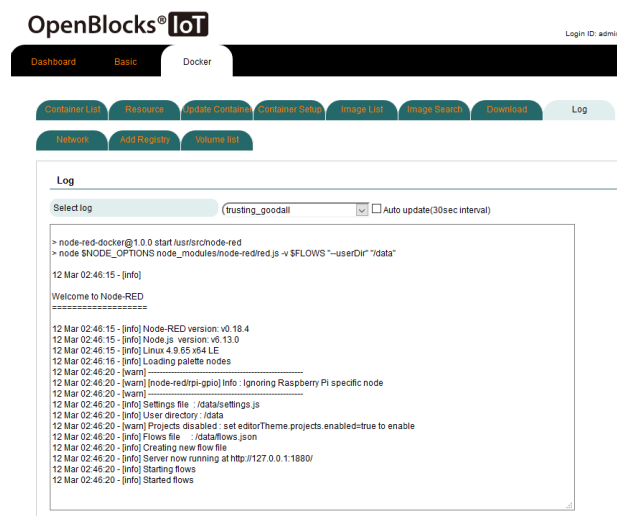 OpenBlocks® IoT
Login ID: admi
Dashboard Basic Docker
Container List Resource Update Container Container Setup Image List Image Search Download Log
Network Add Registry Volume list
Log
Select log (trusting_goodall Auto update(30sec interval)
> node-red-docker@1.0.0 start /usr/src/node-red
> node $NODE_OPTIONS node_modules/node-red/red.js -v $FLOWS "--userDir" "/data"
12 Mar 02:46:15 - [info]
Welcome to Node-RED
===================
12 Mar 02:46:15 - [info] Node-RED version: v0.18.4
12 Mar 02:46:15 - [info] Node.js version: v6.13.0
12 Mar 02:46:15 - [info] Linux 4.9.65 x64 LE
12 Mar 02:46:16 - [info] Loading palette nodes
12 Mar 02:46:20 - [warn] ------------------------------------------------------
12 Mar 02:46:20 - [warn] [node-red/rpi-gpio] Info : Ignoring Raspberry Pi specific node
12 Mar 02:46:20 - [warn] ------------------------------------------------------
12 Mar 02:46:20 - [info] Settings file : /data/settings.js
12 Mar 02:46:20 - [info] User directory : /data
12 Mar 02:46:20 - [warn] Projects disabled : set editorTheme.projects.enabled=true to enable
12 Mar 02:46:20 - [info] Flows file : /data/flows.json
12 Mar 02:46:20 - [info] Creating new flow file
12 Mar 02:46:20 - [info] Server now running at http://127.0.0.1:1880/
12 Mar 02:46:20 - [info] Starting flows
12 Mar 02:46:20 - [info] Started flows